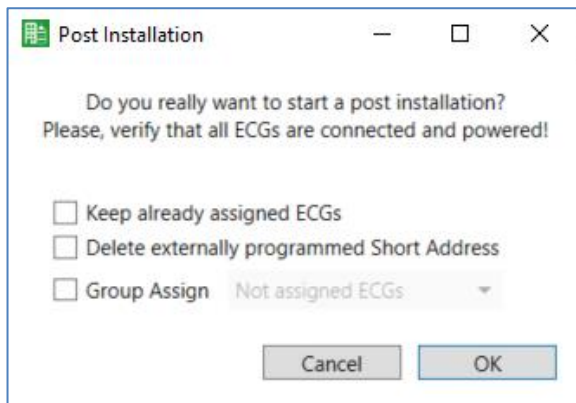 Post Installation
Do you really want to start a post installation?
Please, verify that all ECGs are connected and powered!
Keep already assigned ECGs
Delete externally programmed Short Address
Group Assign Not assigned ECGs
Cancel OK